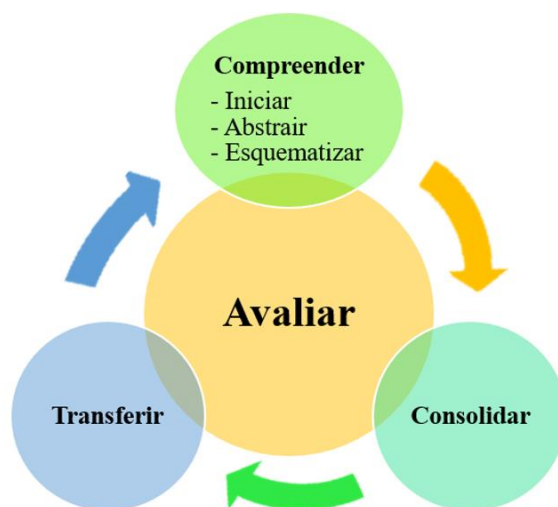 Compreender
- Iniciar
- Abstrair
- Esquematizar
Avaliar
Transferir
Consolidar